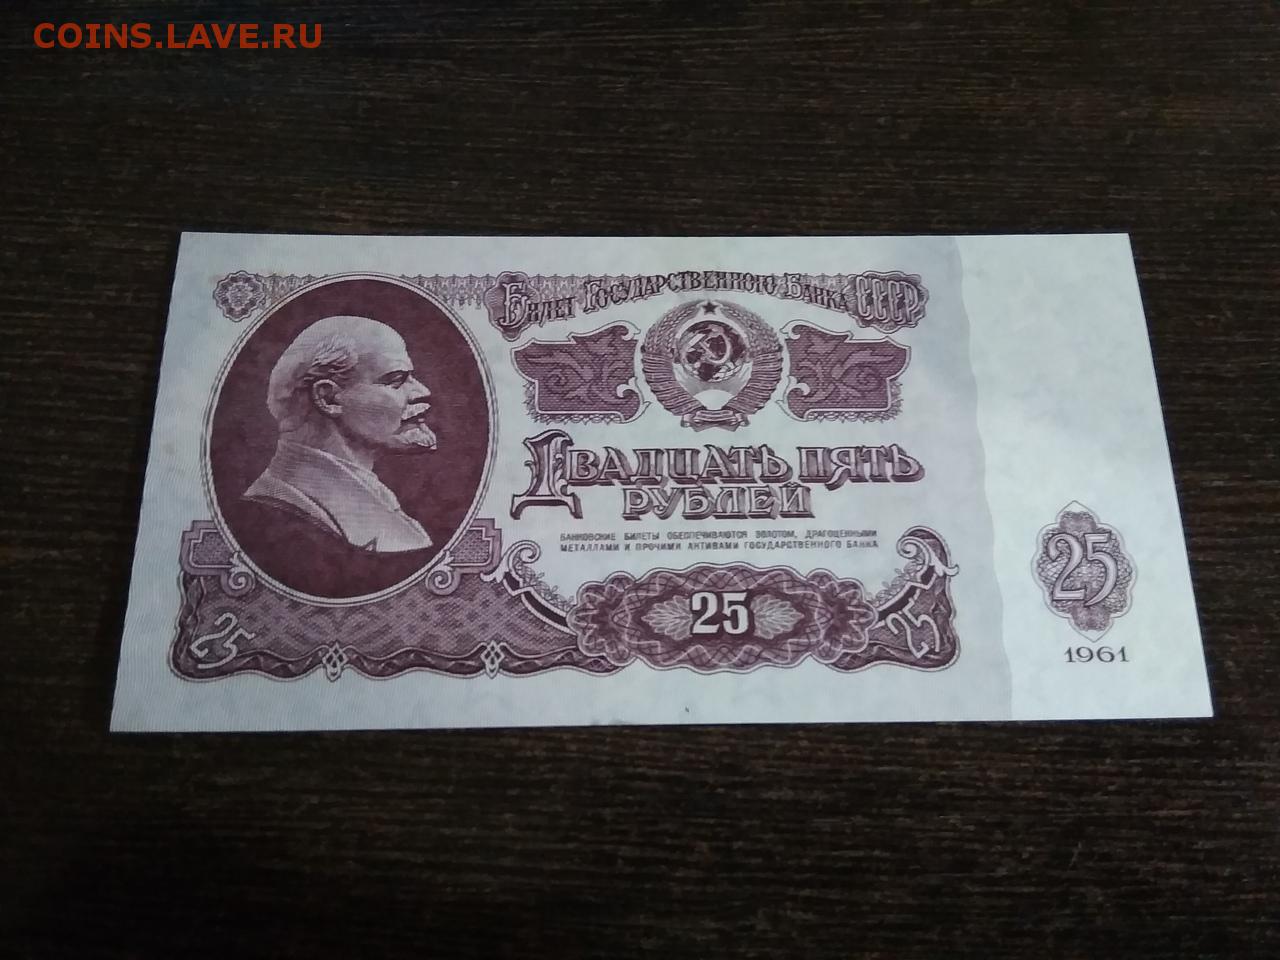 COINS.LAVE.RU
Билет Государственного Банка СССР
Двадцать пять
рублей
БАНКОВСКИЕ БИЛЕТЫ ОБЕСПЕЧИВАЮТСЯ ЗОЛОТОМ, ДРАГОЦЕННЫМИ
МЕТАЛЛАМИ И ПРОЧИМИ АКТИВАМИ ГОСУДАРСТВЕННОГО БАНКА
25
25
25
25
1961